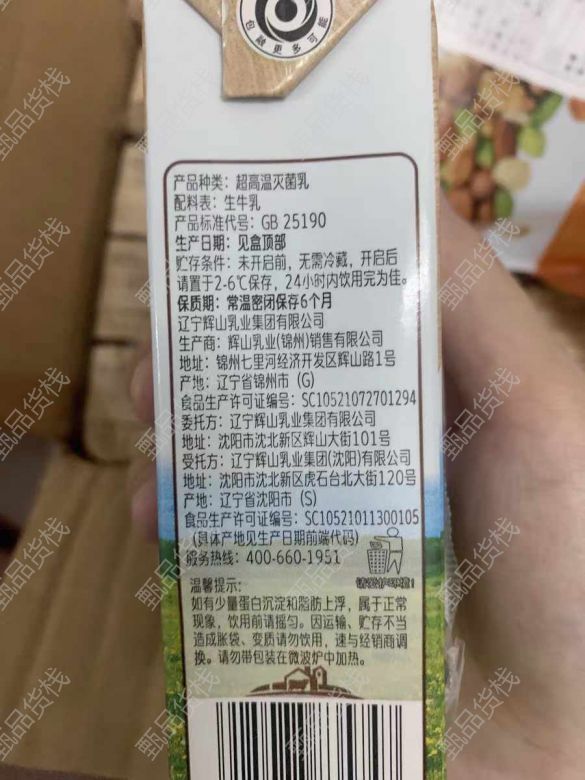 包融更多可能
产品种类：超高温灭菌乳
配料表：生牛乳
产品标准代号：GB 25190
生产日期：见盒顶部
贮存条件：未开启前，无需冷藏，开启后
请置于2-6℃保存，24小时内饮用完为佳。
保质期：常温密闭保存6个月
辽宁辉山乳业集团有限公司
生产商：辉山乳业(锦州)销售有限公司
地址：锦州七里河经济开发区辉山路1号
产地：辽宁省锦州市 (G)
食品生产许可证编号：SC10521072701294
委托方：辽宁辉山乳业集团有限公司
地址：沈阳市沈北新区辉山大街101号
受托方：辽宁辉山乳业集团(沈阳)有限公司
地址：沈阳市沈北新区虎石台北大街120号
产地：辽宁省沈阳市 (S)
食品生产许可证编号：SC10521011300105
(具体产地见生产日期前端代码)
服务热线：400-660-1951
请爱护环境!
温馨提示：
如有少量蛋白沉淀和脂肪上浮，属于正常
现象，饮用前请摇匀。因运输、贮存不当
造成胀袋、变质请勿饮用，速与经销商调
换。请勿带包装在微波炉中加热。
甄品货栈